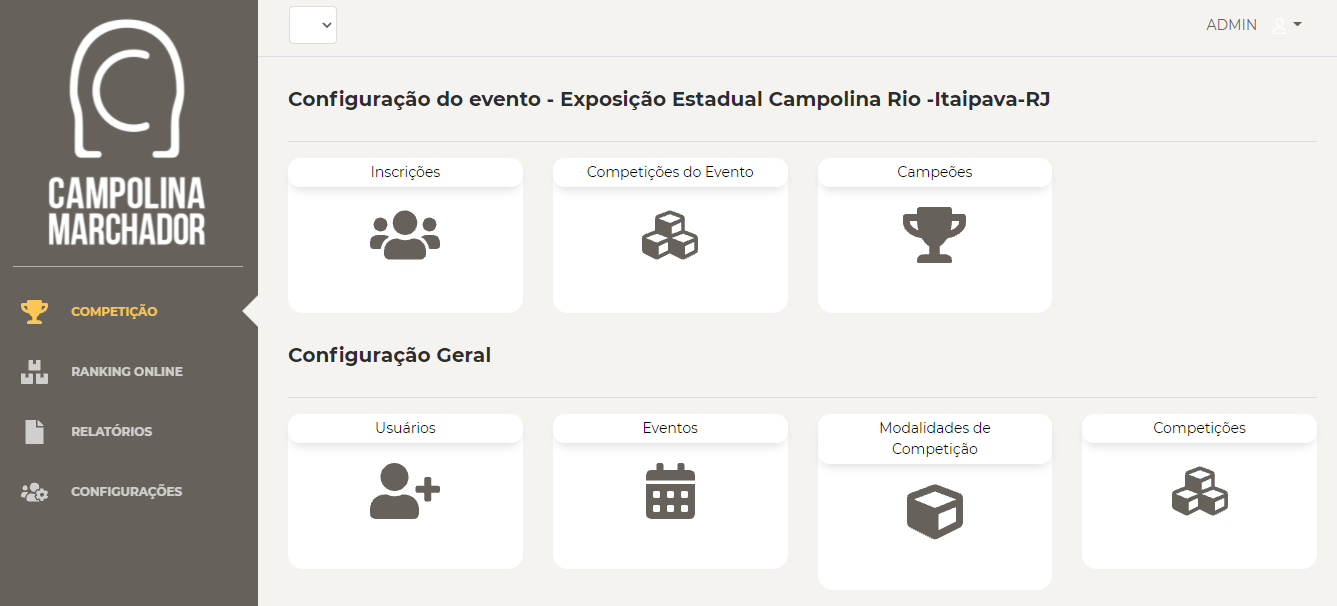 CAMPOLINA
MARCHADOR
COMPETIÇÃO
RANKING ONLINE
RELATÓRIOS
CONFIGURAÇÕES
ADMIN
Configuração do evento - Exposição Estadual Campolina Rio -Itaipava-RJ
Inscrições
Competições do Evento
Campeões
Configuração Geral
Usuários
Eventos
Modalidades de
Competição
Competições